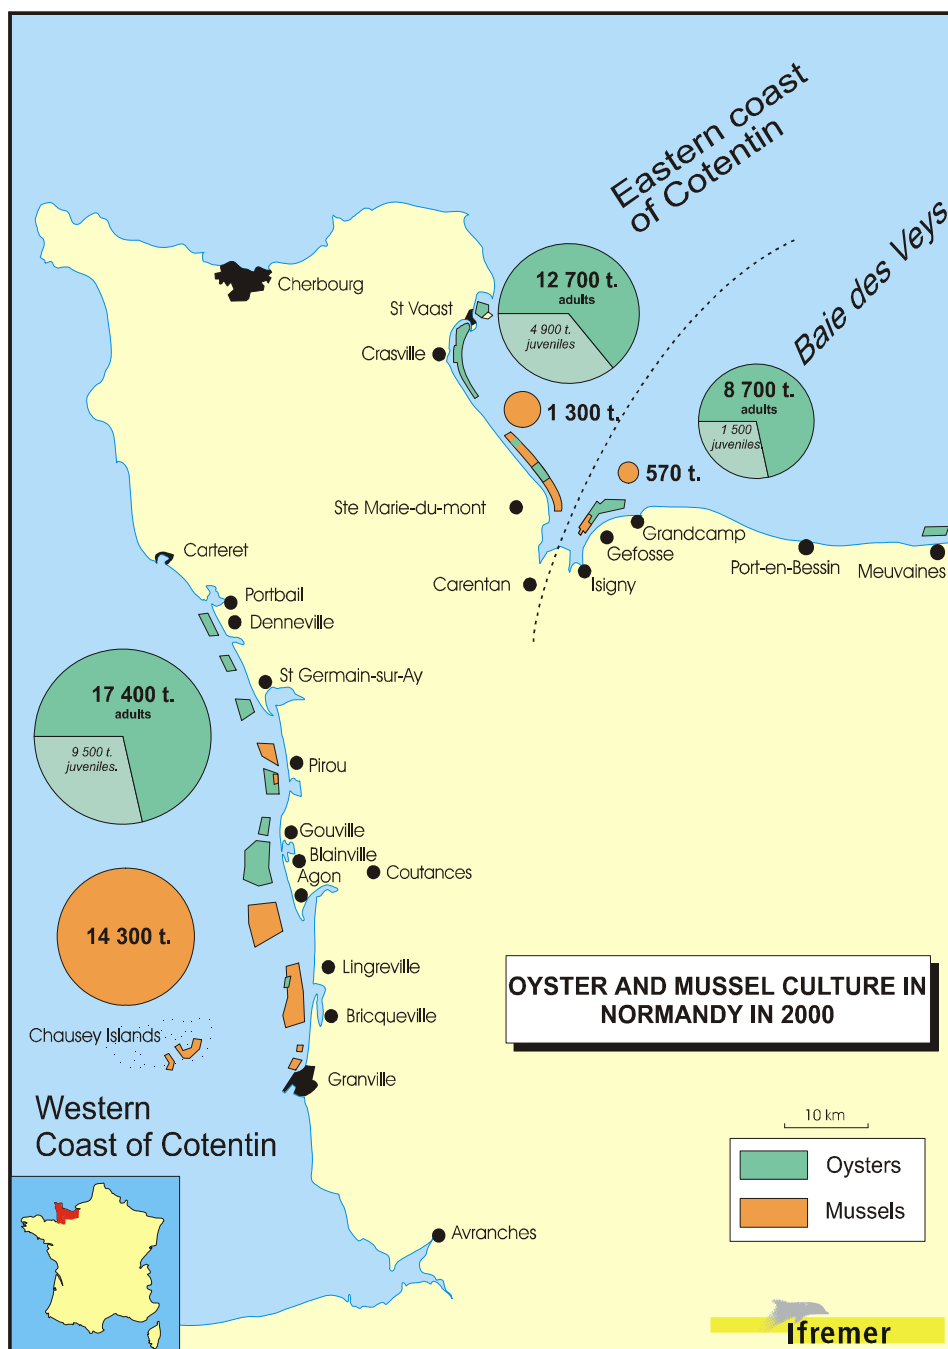 Eastern coast
of Cotentin
Baie des Veys
Cherbourg
12 700 t.
adults
4 900 t.
juveniles
St Vaast
Crasville
1 300 t.
8 700 t.
adults
1 500
juveniles.
570 t.
Ste Marie-du-mont
Grandcamp
Gefosse
Port-en-Bessin
Meuvaines
Carteret
Carentan
Isigny
Portbail
Denneville
St Germain-sur-Ay
17 400 t.
adults
9 500 t.
juveniles.
Pirou
Gouville
Blainville
Agon
Coutances
14 300 t.
Lingreville
Bricqueville
OYSTER AND MUSSEL CULTURE IN
NORMANDY IN 2000
Chausey Islands
Granville
Western
Coast of Cotentin
10 km
Oysters
Mussels
Avranches
Ifremer